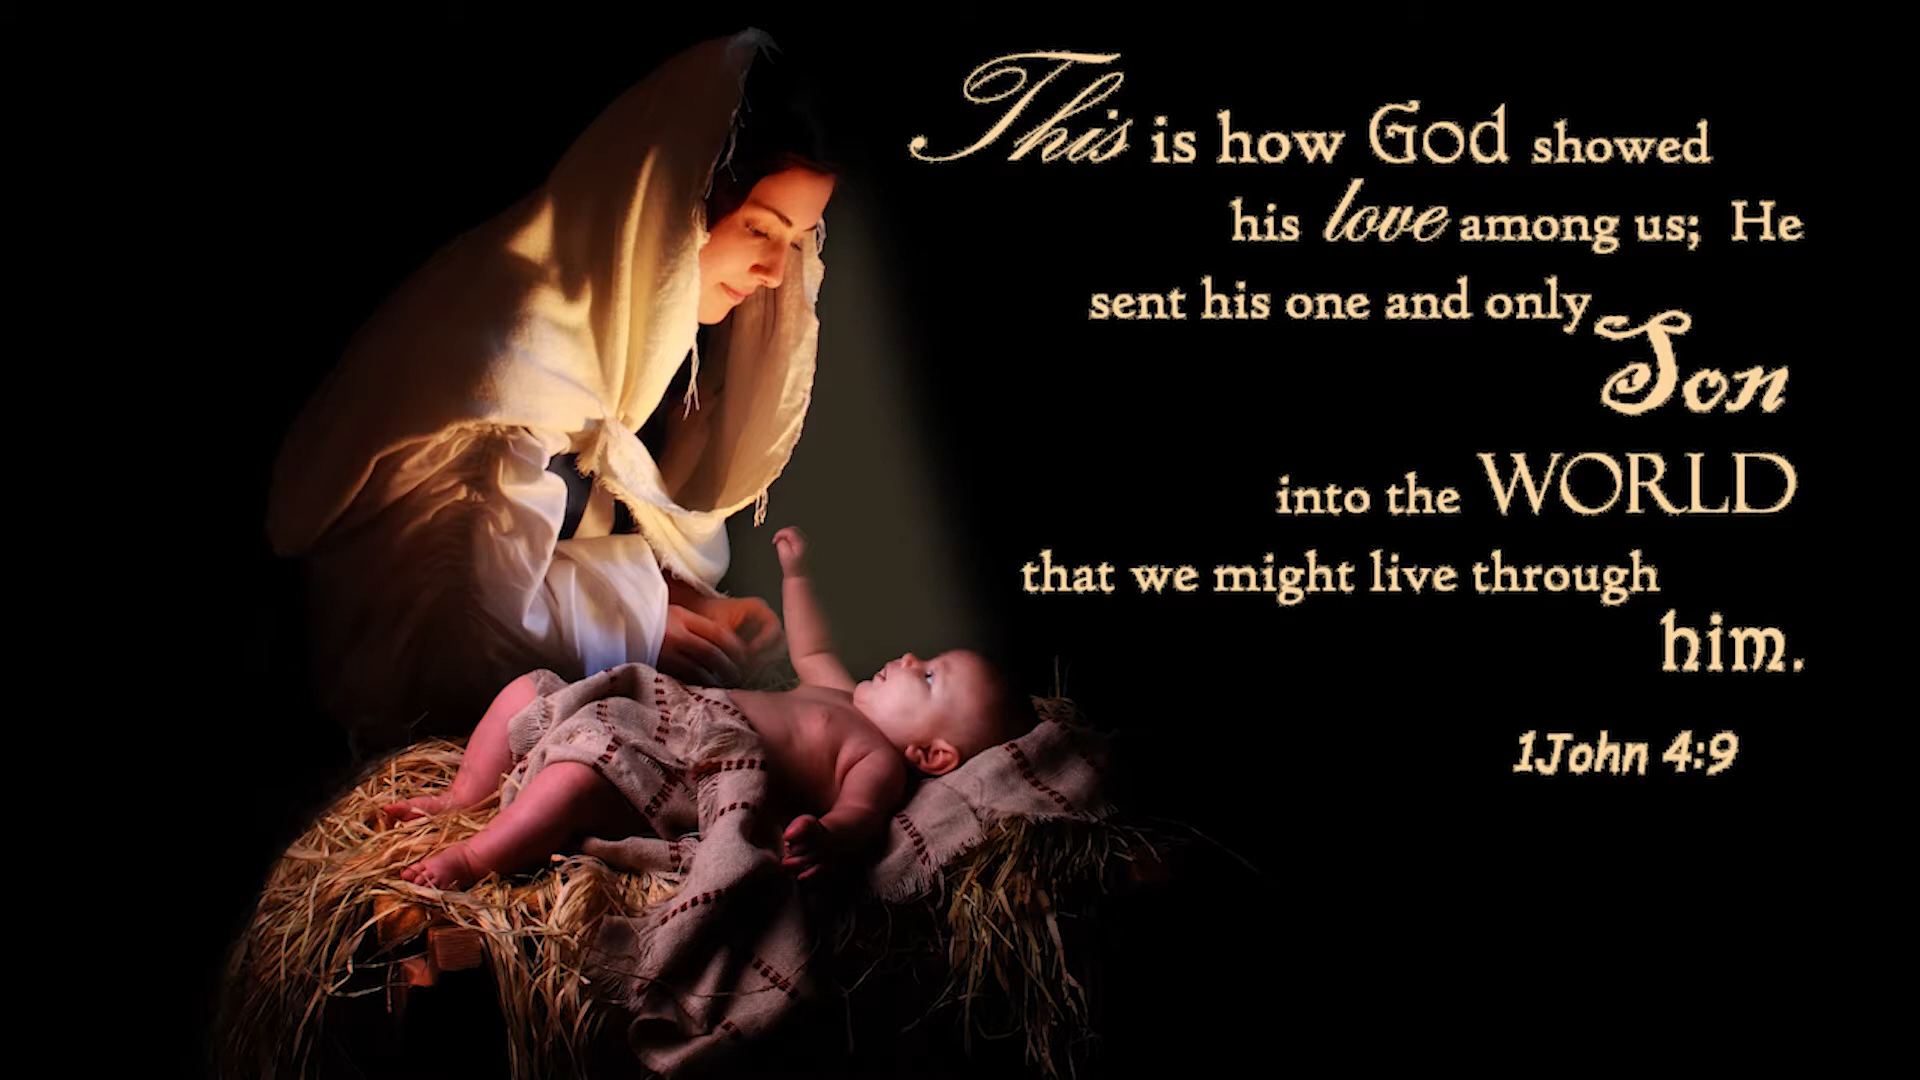 This is how God showed
his love among us; He
sent his one and only
Son
into the WORLD
that we might live through
him.
1John 4:9